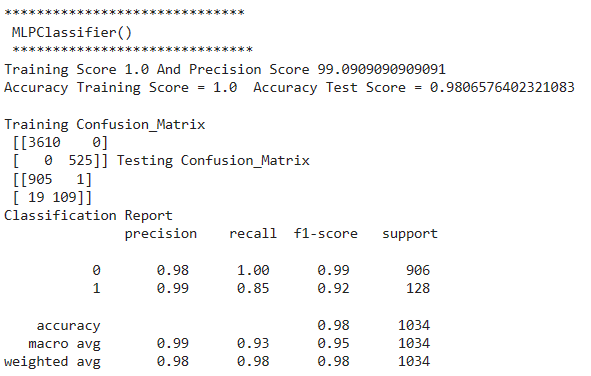 ******************************
MLPClassifier()
******************************
Training Score 1.0 And Precision Score 99.0909090909091
Accuracy Training Score = 1.0  Accuracy Test Score = 0.9806576402321083
Training Confusion_Matrix
[[3610    0]
[   0  525]] Testing Confusion_Matrix
[[905   1]
[ 19 109]]
Classification Report
precision    recall  f1-score   support
0       0.98      1.00      0.99       906
1       0.99      0.85      0.92       128
accuracy                           0.98      1034
macro avg       0.99      0.93      0.95      1034
weighted avg       0.98      0.98      0.98      1034